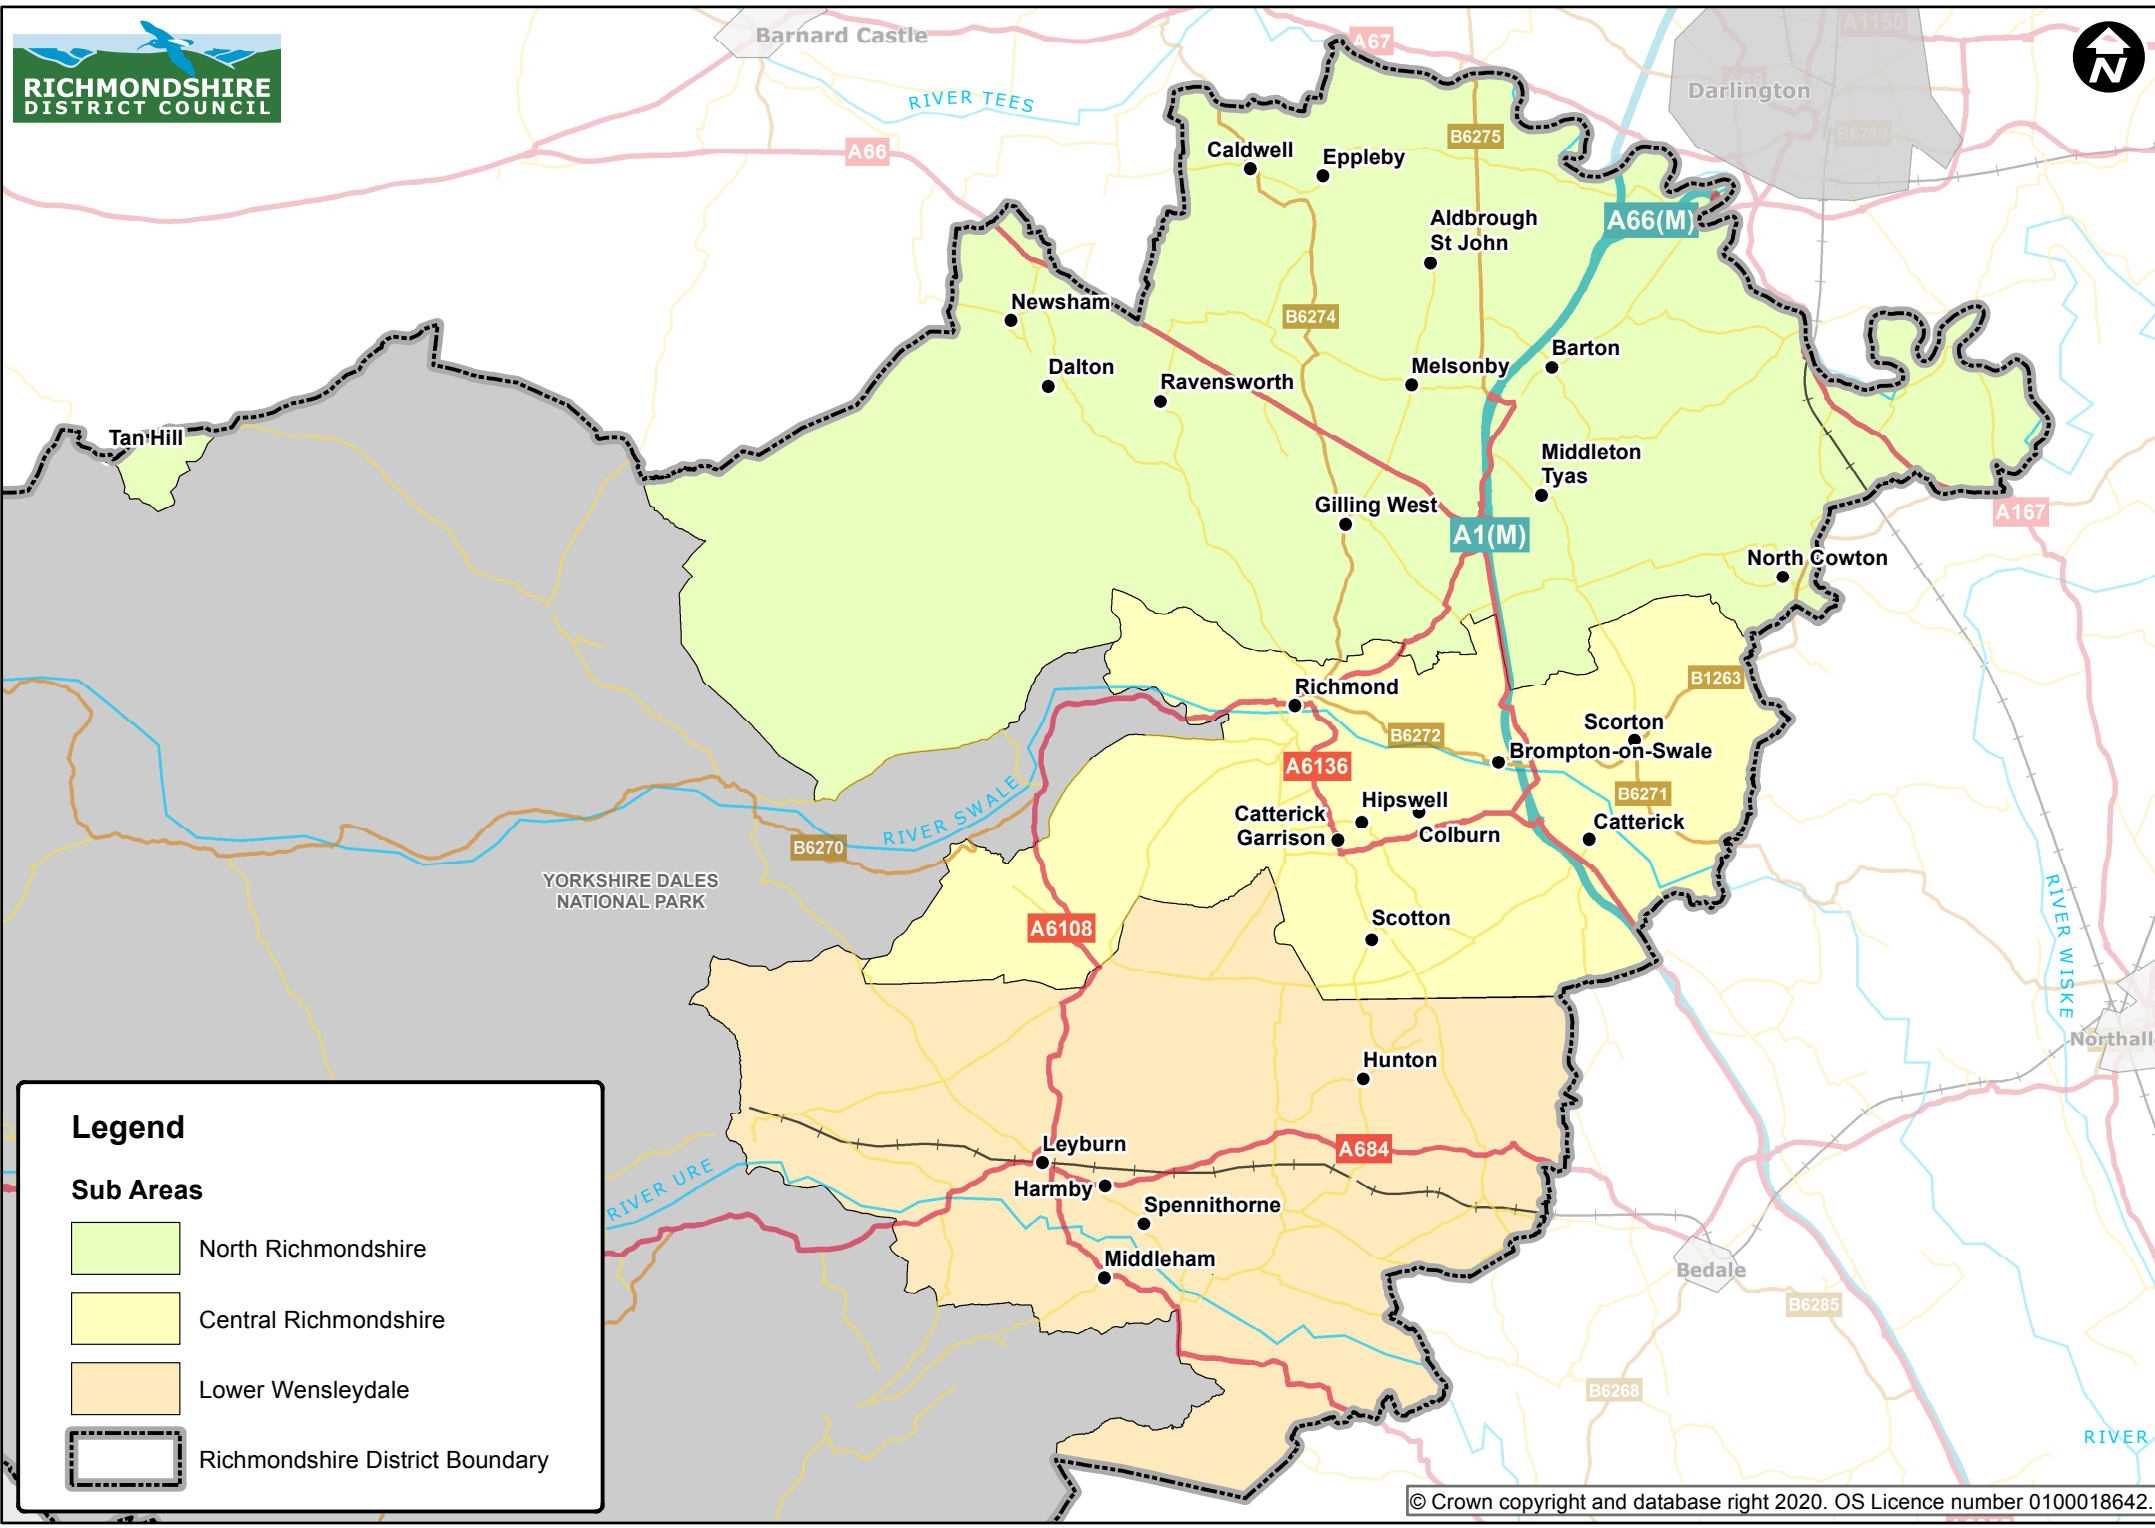 RICHMONDSHIRE
DISTRICT COUNCIL
Barnard Castle
A67
A1150
A68
Darlington
B6280
N
RIVER TEES
A66
Caldwell
Eppleby
B6275
Aldbrough
St John
A66(M)
Newsham
B6274
Dalton
Ravensworth
Melsonby
Barton
Tan Hill
Middleton
Tyas
Gilling West
A1(M)
A167
North Cowton
Richmond
B1263
Scorton
B6272
Brompton-on-Swale
A6136
B6271
Hipswell
Catterick
Garrison
Colburn
Catterick
RIVER SWALE
B6270
YORKSHIRE DALES
NATIONAL PARK
A6108
Scotton
RIVER WISKE
Northall
Hunton
Leyburn
A684
Harmby
RIVER URE
Spennithorne
Middleham
Bedale
B6285
B6268
RIVER
Legend
Sub Areas
North Richmondshire
Central Richmondshire
Lower Wensleydale
Richmondshire District Boundary
© Crown copyright and database right 2020. OS Licence number 0100018642.